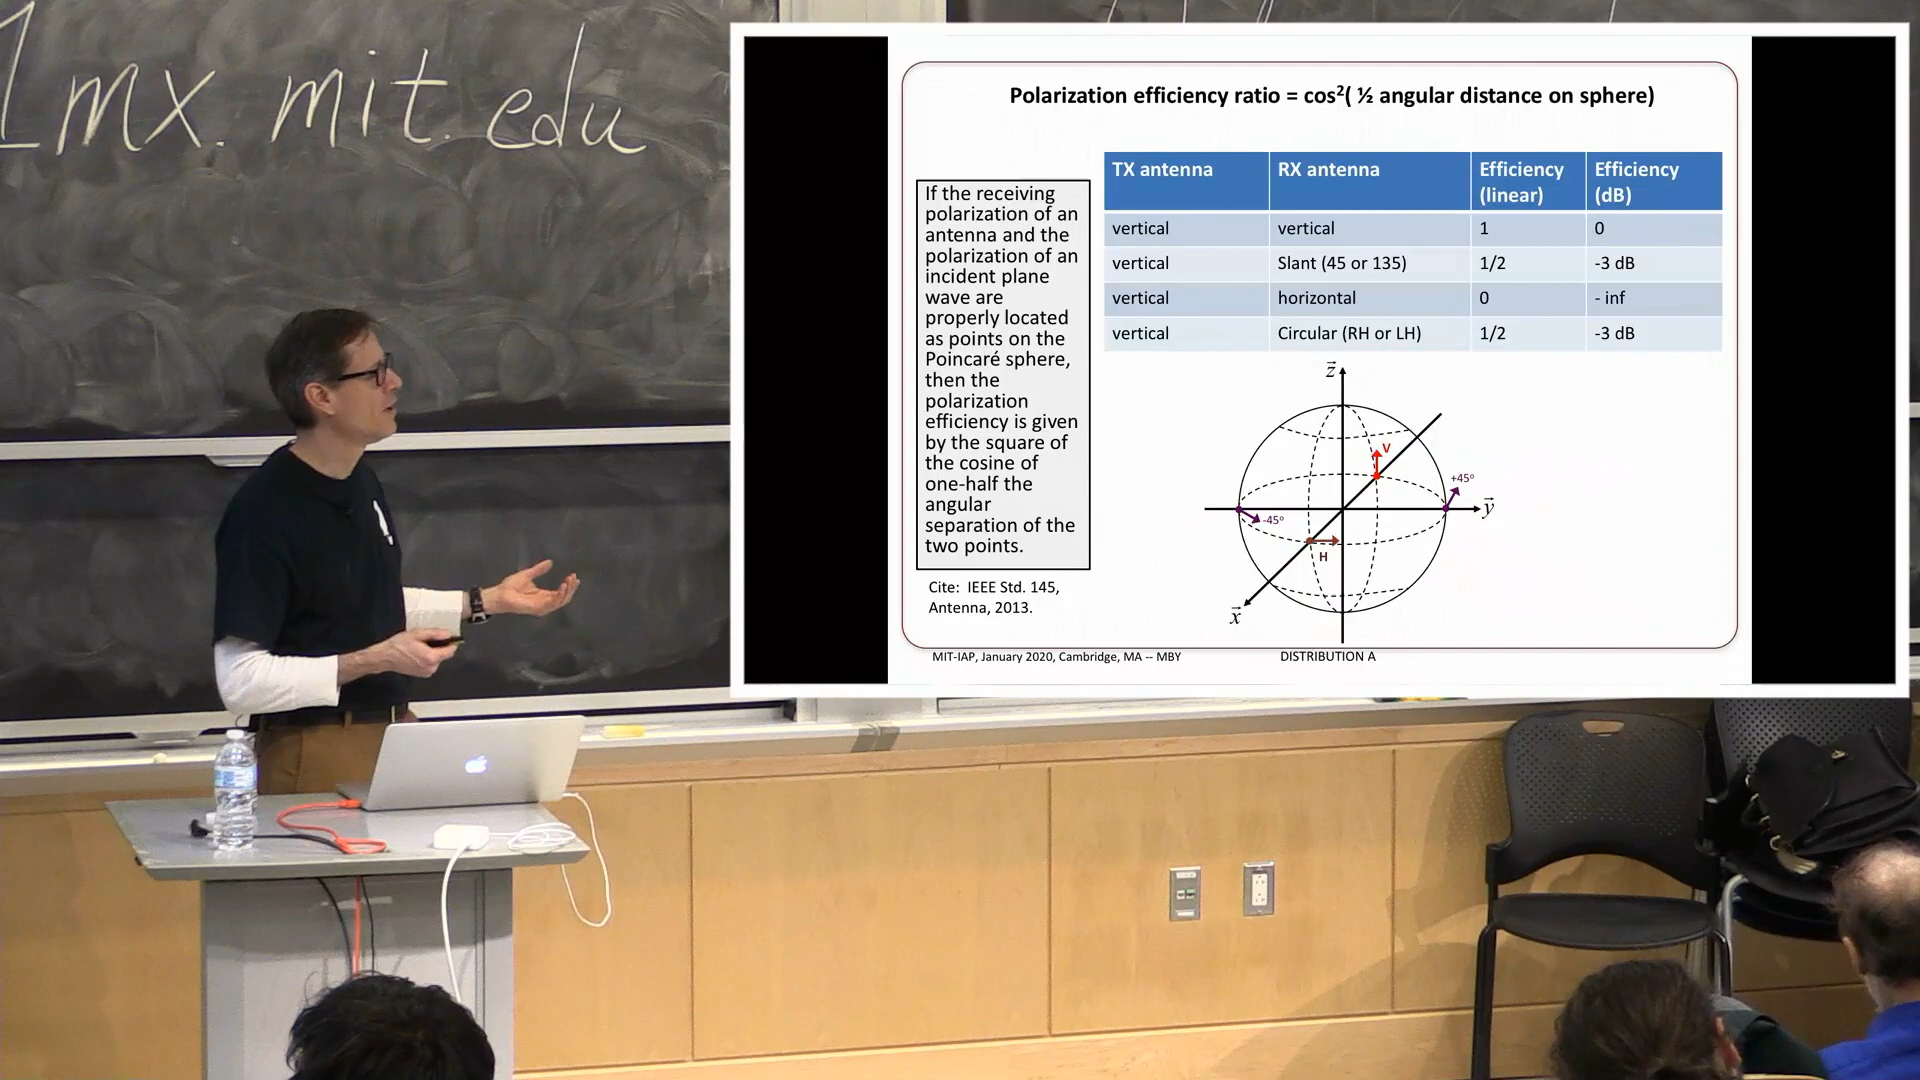 1mx.mit.edu
Polarization efficiency ratio = cos²( ½ angular distance on sphere)
If the receiving
polarization of an
antenna and the
polarization of an
incident plane
wave are
properly located
as points on the
Poincaré sphere,
then the
polarization
efficiency is given
by the square of
the cosine of
one-half the
angular
separation of the
two points.
Cite: IEEE Std. 145,
Antenna, 2013.
TX antenna RX antenna Efficiency (linear) Efficiency (dB)
vertical vertical 1 0
vertical Slant (45 or 135) 1/2 -3 dB
vertical horizontal 0 - inf
vertical Circular (RH or LH) 1/2 -3 dB
z⃗
V
+45°
y⃗
-45°
H
x⃗
MIT-IAP, January 2020, Cambridge, MA -- MBY DISTRIBUTION A